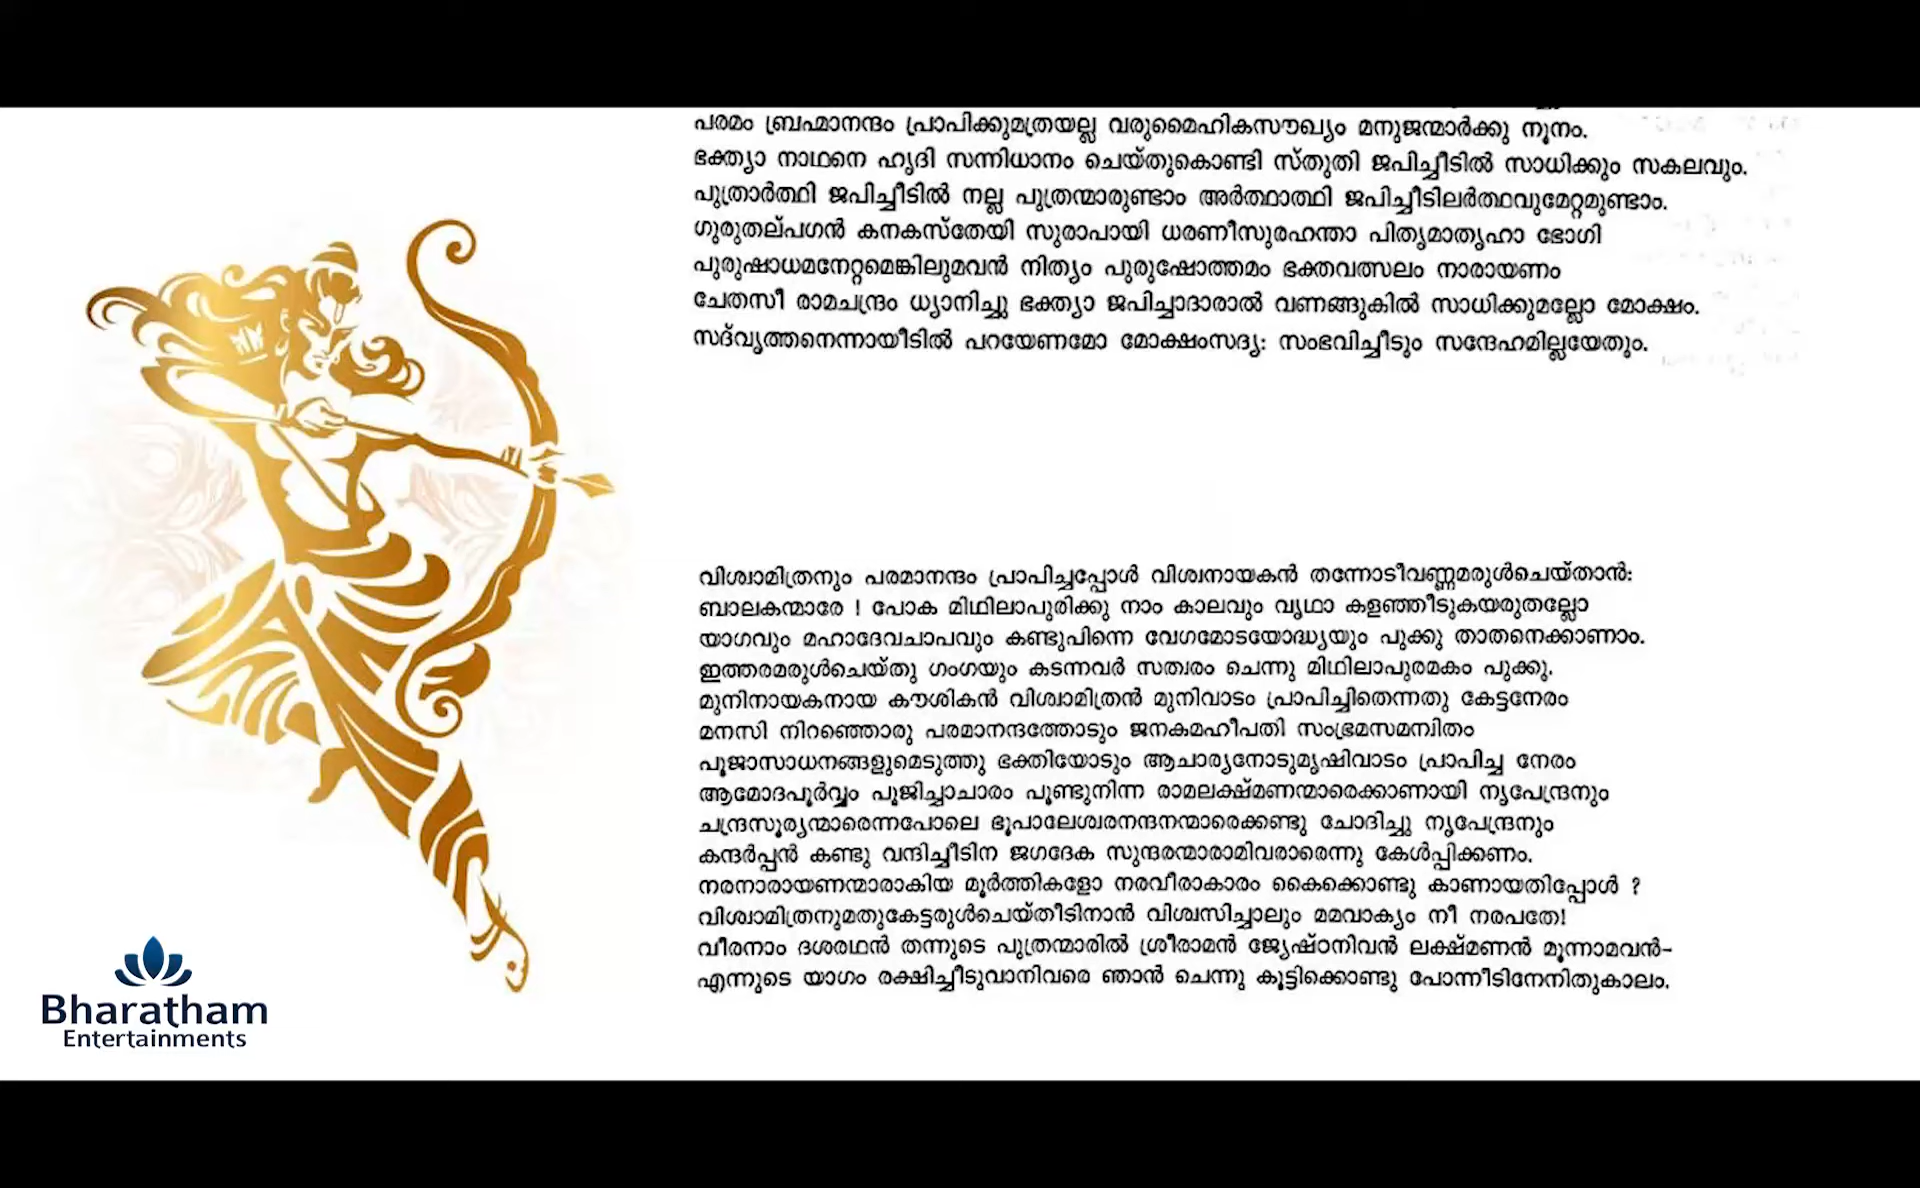 പരമം ബ്രഹ്മാനന്ദം പ്രാപിക്കുമത്രയല്ല വരുമൈഹികസൗഖ്യം മനുജന്മാർക്കു നൂനം.
ഭക്ത്യാ നാഥനെ ഹൃദി സന്നിധാനം ചെയ്തുകൊണ്ടി സ്തുതി ജപിച്ചീടിൽ സാധിക്കും സകലവും.
പുത്രാർത്ഥി ജപിച്ചീടിൽ നല്ല പുത്രന്മാരുണ്ടാം അർത്ഥാത്ഥി ജപിച്ചീടിലർത്ഥവുമേറ്റമുണ്ടാം.
ഗുരുതല്പഗൻ കനകസ്തേയി സുരാപായി ധരണീസുരഹന്താ പിതൃമാതൃഹാ ഭോഗി
പുരുഷാധമനേറ്റമെങ്കിലുമവൻ നിത്യം പുരുഷോത്തമം ഭക്തവത്സലം നാരായണം
ചേതസീ രാമചന്ദ്രം ധ്യാനിച്ചു ഭക്ത്യാ ജപിച്ചാദാരാൽ വണങ്ങുകിൽ സാധിക്കുമല്ലോ മോക്ഷം.
സദ്‌വൃത്തനെന്നായീടിൽ പറയേണമോ മോക്ഷംസദ്യ: സംഭവിച്ചീടും സന്ദേഹമില്ലയേതും.
വിശ്വാമിത്രനും പരമാനന്ദം പ്രാപിച്ചപ്പോൾ വിശ്വനായകൻ തന്നോടീവണ്ണമരുൾചെയ്താൻ:
ബാലകന്മാരേ ! പോക മിഥിലാപുരിക്കു നാം കാലവും വൃഥാ കളഞ്ഞീടുകയരുതല്ലോ
യാഗവും മഹാദേവചാപവും കണ്ടുപിന്നെ വേഗമോടയോദ്ധ്യയും പുക്കു താതനെക്കാണാം.
ഇത്തരമരുൾചെയ്തു ഗംഗയും കടന്നവർ സത്വരം ചെന്നു മിഥിലാപുരമകം പുക്കു.
മുനിനായകനായ കൗശികൻ വിശ്വാമിത്രൻ മുനിവാടം പ്രാപിച്ചിതെന്നതു കേട്ടനേരം
മനസി നിറഞ്ഞൊരു പരമാനന്ദത്തോടും ജനകമഹീപതി സംഭ്രമസമന്വിതം
പൂജാസാധനങ്ങളുമെടുത്തു ഭക്തിയോടും ആചാര്യനോടുമൃഷിവാടം പ്രാപിച്ച നേരം
ആമോദപൂർവ്വം പൂജിച്ചാചാരം പൂണ്ടുനിന്ന രാമലക്ഷ്മണന്മാരെക്കാണായി നൃപേന്ദ്രനും
ചന്ദ്രസൂര്യന്മാരെന്നപോലെ ഭൂപാലേശ്വരനന്ദനന്മാരെക്കണ്ടു ചോദിച്ചു നൃപേന്ദ്രനും
കന്ദർപ്പൻ കണ്ടു വന്ദിച്ചീടിന ജഗദേക സുന്ദരന്മാരാമിവരാരെന്നു കേൾപ്പിക്കണം.
നരനാരായണന്മാരാകിയ മൂർത്തികളോ നരവീരാകാരം കൈക്കൊണ്ടു കാണായതിപ്പോൾ ?
വിശ്വാമിത്രനുമതുകേട്ടരുൾചെയ്തീടിനാൻ വിശ്വസിച്ചാലും മമവാക്യം നീ നരപതേ!
വീരനാം ദശരഥൻ തന്നുടെ പുത്രന്മാരിൽ ശ്രീരാമൻ ജ്യേഷ്ഠനിവൻ ലക്ഷ്മണൻ മൂന്നാമവൻ-
എന്നുടെ യാഗം രക്ഷിച്ചീടുവാനിവരെ ഞാൻ ചെന്നു കൂട്ടിക്കൊണ്ടു പോന്നീടിനേനിതുകാലം.
Bharatham
Entertainments